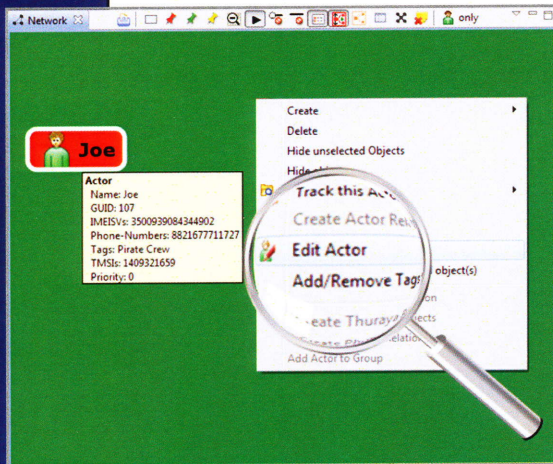 Network
only
Joe
Actor
Name: Joe
GUID: 107
IMEISVs: 3500939084344902
Phone-Numbers: 8821677711727
Tags: Pirate Crew
TMSIs: 1409321659
Priority: 0
Create
Delete
Hide unselected Objects
Hide
Track this
Create Actor
Edit Actor
Add/Remove Tags
object(s)
Thuraya
Add Actor to Group